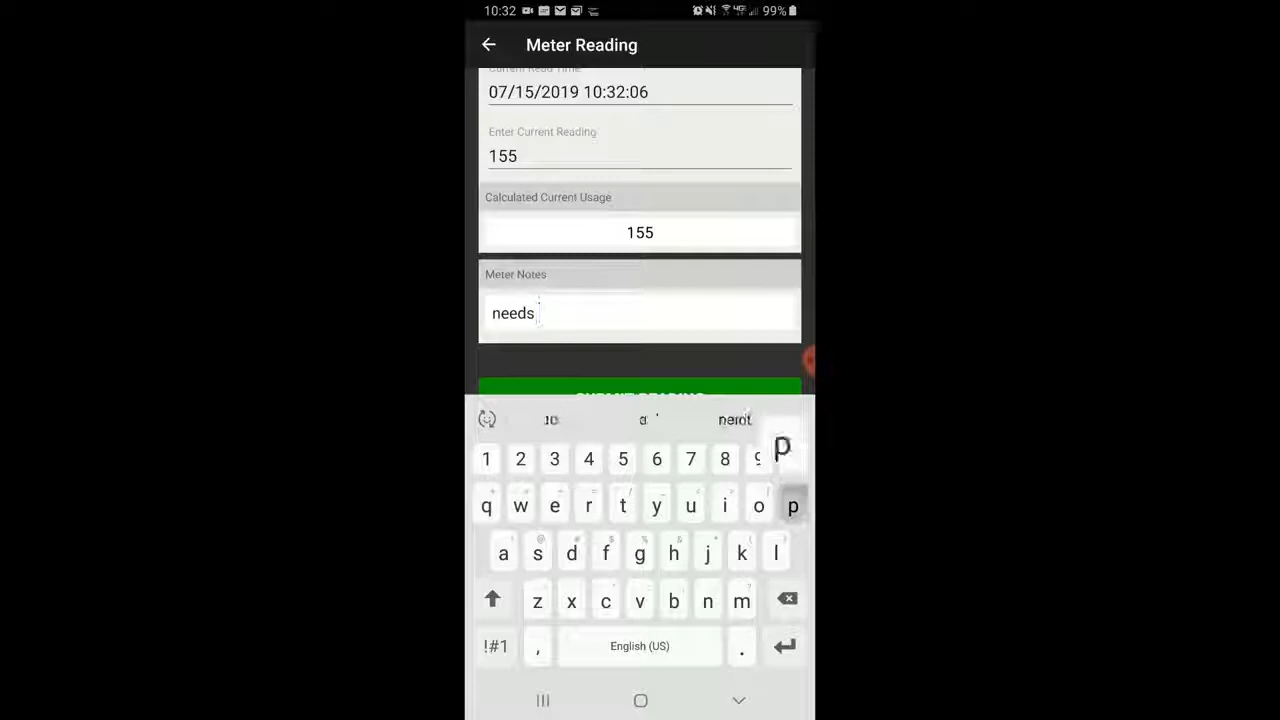 10:32 99%
Meter Reading
Current Read Time
07/15/2019 10:32:06
Enter Current Reading
155
Calculated Current Usage
155
Meter Notes
needs
SUBMIT READING
p
1 2 3 4 5 6 7 8 9
q w e r t y u i o p
a s d f g h j k l
z x c v b n m
!#1 , English (US) .